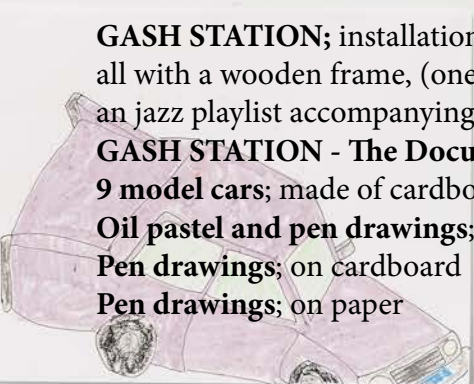 GASH STATION; installation
all with a wooden frame, (one
an jazz playlist accompanying
GASH STATION - The Docu
9 model cars; made of cardbo
Oil pastel and pen drawings;
Pen drawings; on cardboard
Pen drawings; on paper